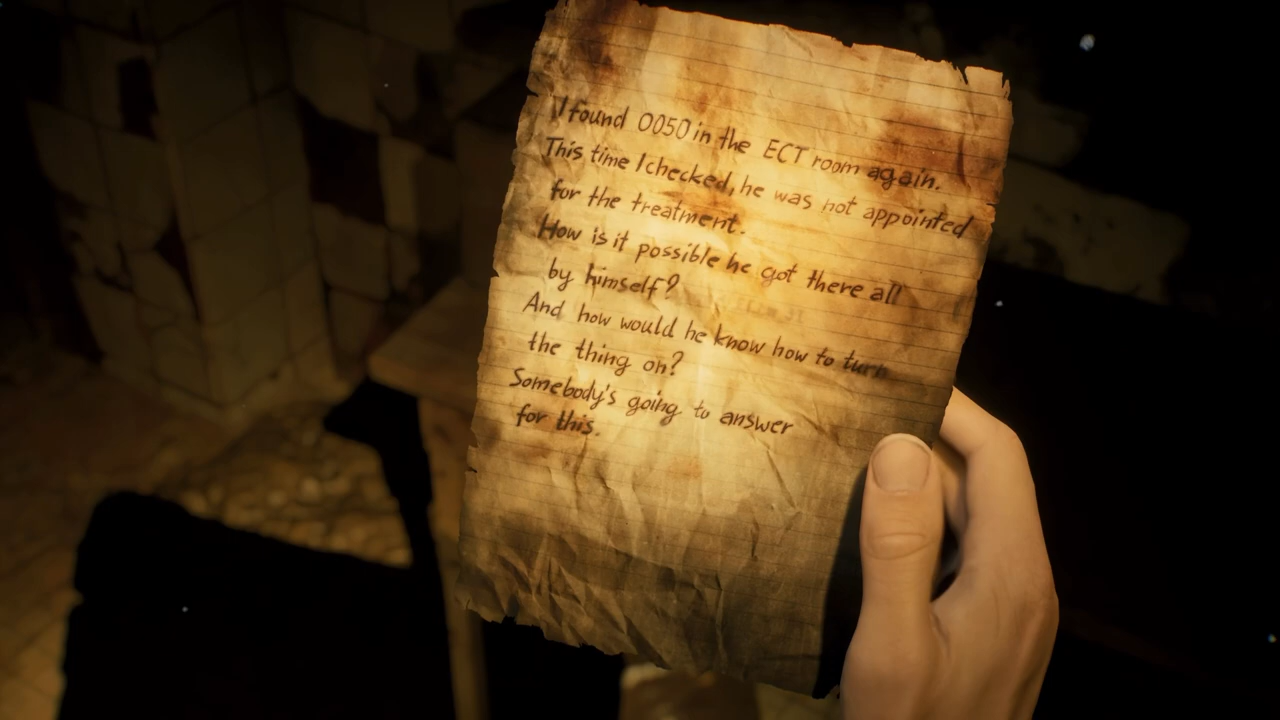 I found 0050 in the ECT room again.
This time I checked, he was not appointed
for the treatment.
How is it possible he got there all
by himself?
And how would he know how to turn
the thing on?
Somebody's going to answer
for this.